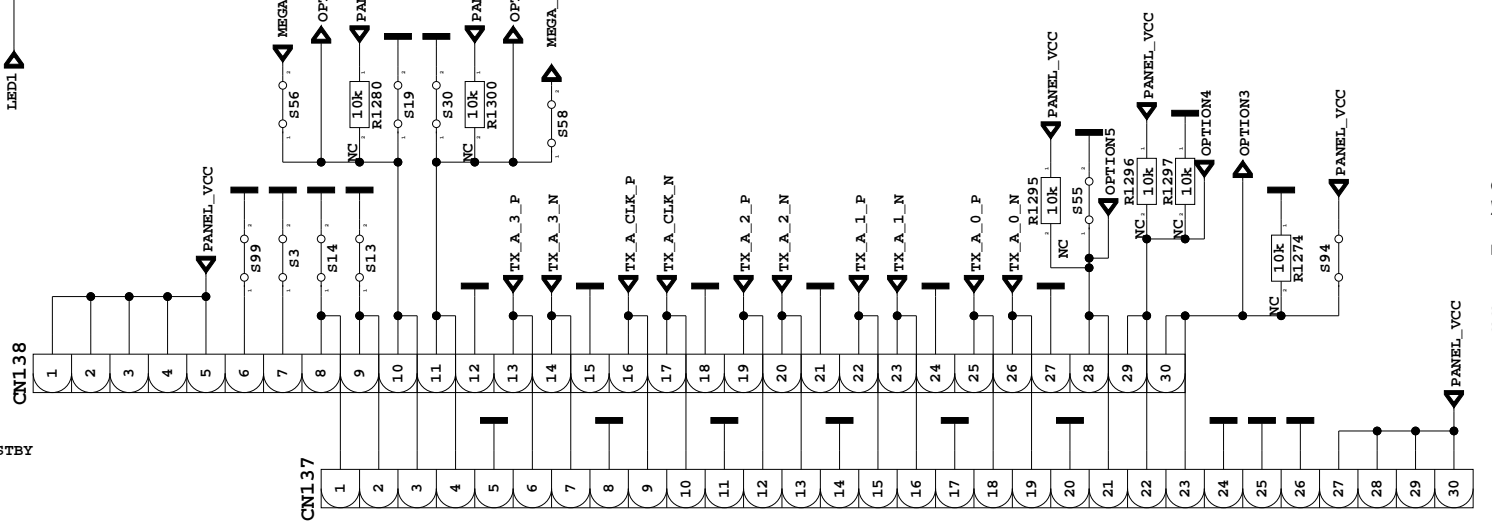 LED1
STBY
MEGA
S56
OPT
PAN
10k
R1280
NC
S19
S30
PAN
10k
R1300
NC
OPT
MEGA_
S58
PANEL_VCC
S99
S3
S14
S13
TX_A_3_P
TX_A_3_N
TX_A_CLK_P
TX_A_CLK_N
TX_A_2_P
TX_A_2_N
TX_A_1_P
TX_A_1_N
TX_A_0_P
TX_A_0_N
PANEL_VCC
R1295
10k
NC
S55
OPTION5
PANEL_VCC
R1296
10k
NC
R1297
10k
NC
OPTION4
OPTION3
10k
R1274
NC
S94
PANEL_VCC
CN138
1 2 3 4 5 6 7 8 9 10 11 12 13 14 15 16 17 18 19 20 21 22 23 24 25 26 27 28 29 30
PANEL_VCC
CN137
1 2 3 4 5 6 7 8 9 10 11 12 13 14 15 16 17 18 19 20 21 22 23 24 25 26 27 28 29 30